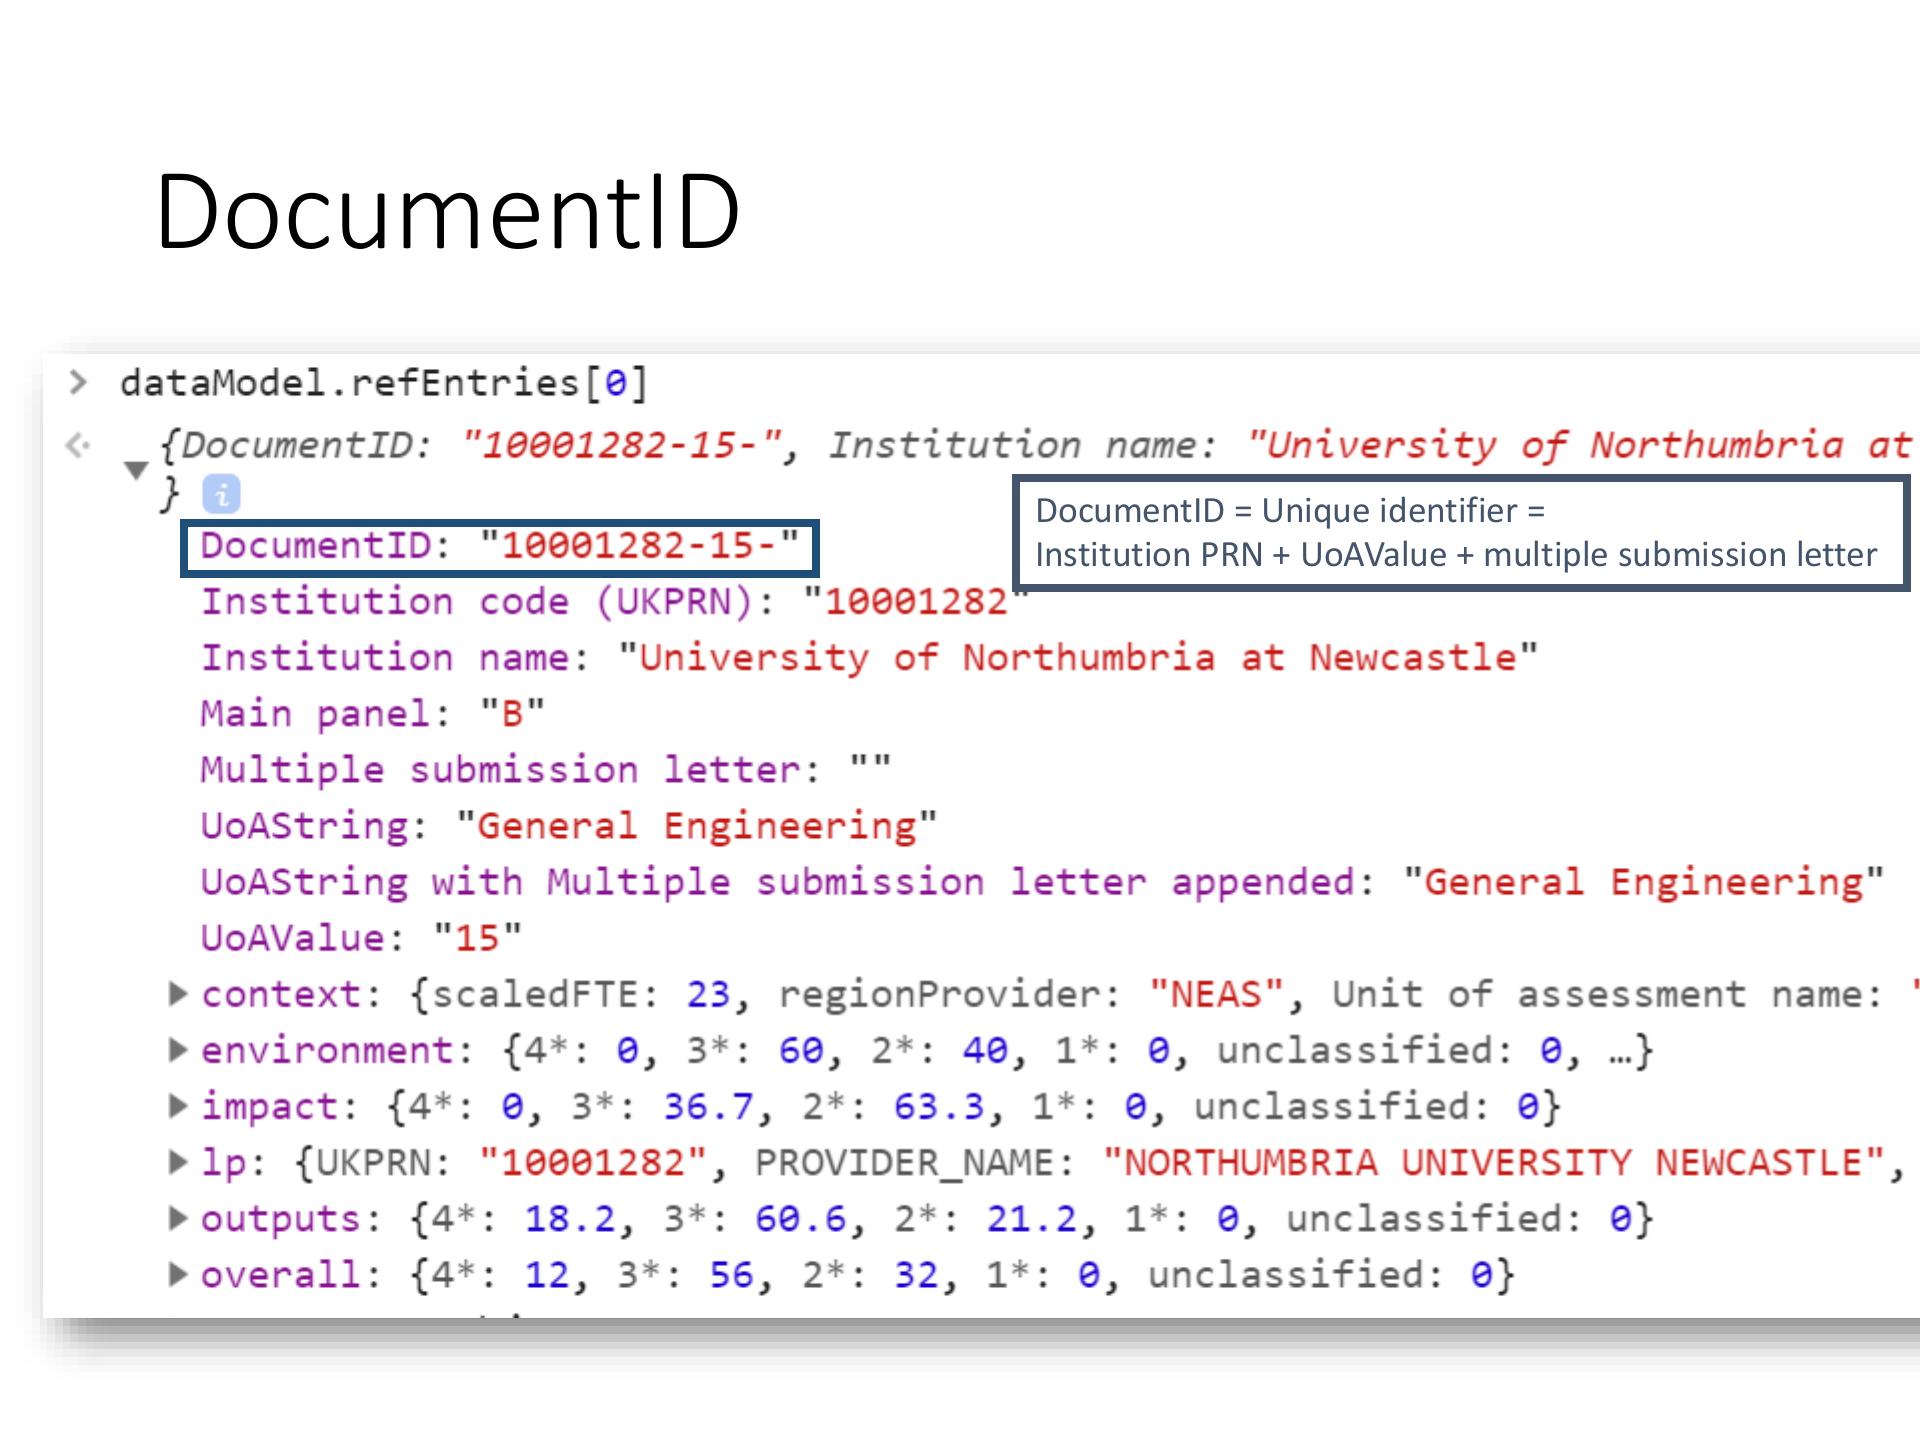 DocumentID
> dataModel.refEntries[0]
{DocumentID: "10001282-15-", Institution name: "University of Northumbria at
} i
DocumentID = Unique identifier =
Institution PRN + UoAValue + multiple submission letter
DocumentID: "10001282-15-"
Institution code (UKPRN): "10001282"
Institution name: "University of Northumbria at Newcastle"
Main panel: "B"
Multiple submission letter: ""
UoAString: "General Engineering"
UoAString with Multiple submission letter appended: "General Engineering"
UoAValue: "15"
context: {scaledFTE: 23, regionProvider: "NEAS", Unit of assessment name: "
environment: {4*: 0, 3*: 60, 2*: 40, 1*: 0, unclassified: 0, …}
impact: {4*: 0, 3*: 36.7, 2*: 63.3, 1*: 0, unclassified: 0}
lp: {UKPRN: "10001282", PROVIDER_NAME: "NORTHUMBRIA UNIVERSITY NEWCASTLE",
outputs: {4*: 18.2, 3*: 60.6, 2*: 21.2, 1*: 0, unclassified: 0}
overall: {4*: 12, 3*: 56, 2*: 32, 1*: 0, unclassified: 0}